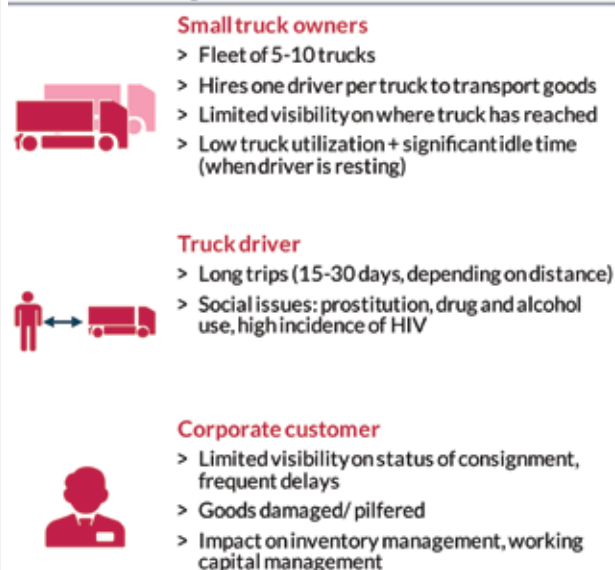 Small truck owners
> Fleet of 5-10 trucks
> Hires one driver per truck to transport goods
> Limited visibility on where truck has reached
> Low truck utilization + significant idle time
(when driver is resting)
Truck driver
> Long trips (15-30 days, depending on distance)
> Social issues: prostitution, drug and alcohol
use, high incidence of HIV
Corporate customer
> Limited visibility on status of consignment,
frequent delays
> Goods damaged/ pilfered
> Impact on inventory management, working
capital management